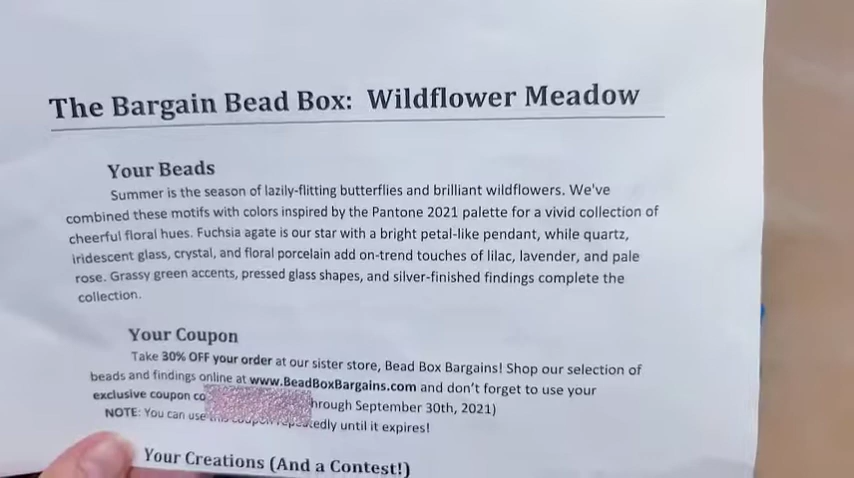 The Bargain Bead Box: Wildflower Meadow
Your Beads
Summer is the season of lazily-flitting butterflies and brilliant wildflowers. We've
combined these motifs with colors inspired by the Pantone 2021 palette for a vivid collection of
cheerful floral hues. Fuchsia agate is our star with a bright petal-like pendant, while quartz,
iridescent glass, crystal, and floral porcelain add on-trend touches of lilac, lavender, and pale
rose. Grassy green accents, pressed glass shapes, and silver-finished findings complete the
collection.
Your Coupon
Take 30% OFF your order at our sister store, Bead Box Bargains! Shop our selection of
beads and findings online at www.BeadBoxBargains.com and don't forget to use your
exclusive coupon co hrough September 30th, 2021)
NOTE: You can use this coupon repeatedly until it expires!
Your Creations (And a Contest!)